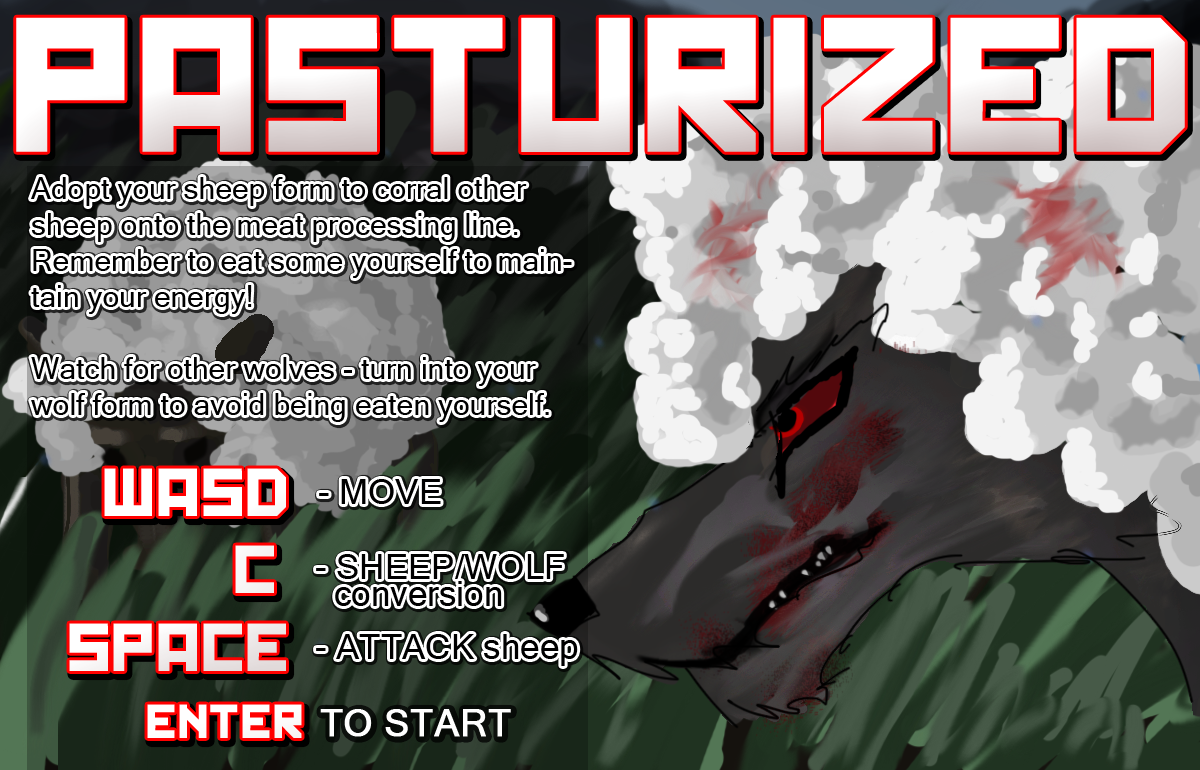 PASTURIZED
Adopt your sheep form to corral other
sheep onto the meat processing line.
Remember to eat some yourself to main-
tain your energy!
Watch for other wolves - turn into your
wolf form to avoid being eaten yourself.
WASD - MOVE
C - SHEEP/WOLF
conversion
SPACE - ATTACK sheep
ENTER TO START